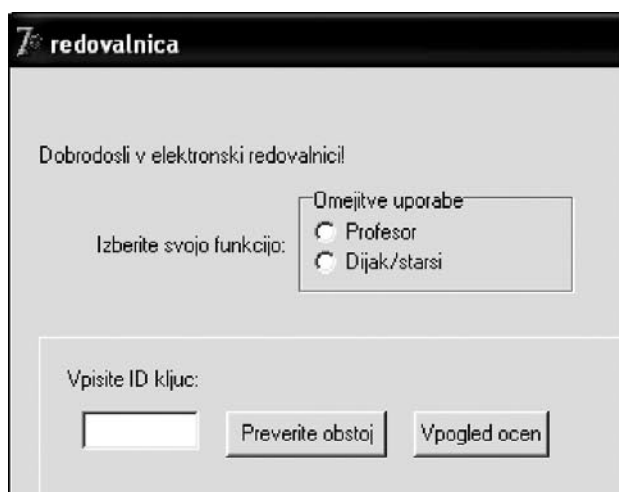 redovalnica
Dobrodosli v elektronski redovalnici!
Omejitve uporabe
Izberite svojo funkcijo:
Profesor
Dijak/starsi
Vpisite ID kljuc:
Preverite obstoj
Vpogled ocen